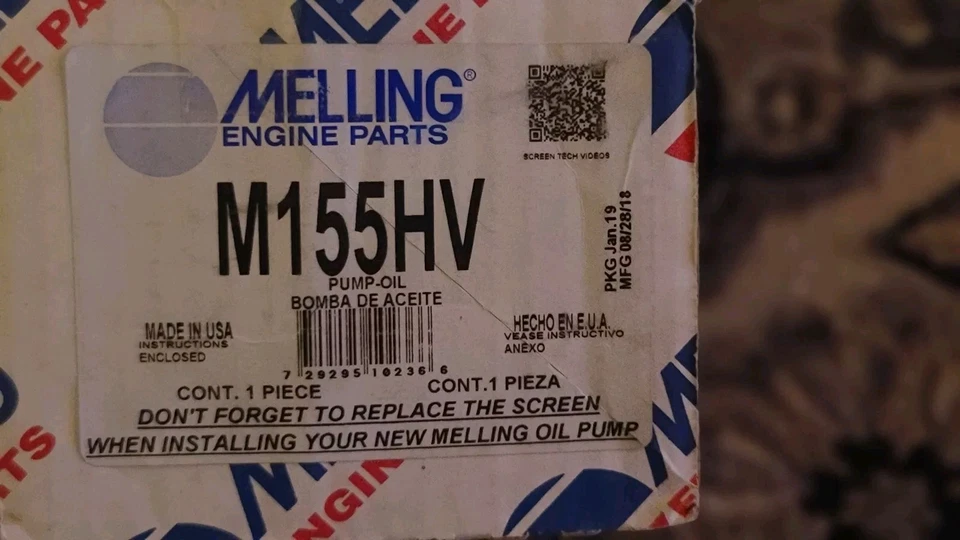 MELLING®
ENGINE PARTS
SCREEN TECH VIDEOS
M155HV
PKG Jan.19
MFG 08/28/18
PUMP-OIL
BOMBA DE ACEITE
MADE IN USA
INSTRUCTIONS
ENCLOSED
HECHO EN E.U.A.
VEASE INSTRUCTIVO
ANEXO
7 29295 10236 6
CONT. 1 PIECE
CONT.1 PIEZA
DON'T FORGET TO REPLACE THE SCREEN
WHEN INSTALLING YOUR NEW MELLING OIL PUMP